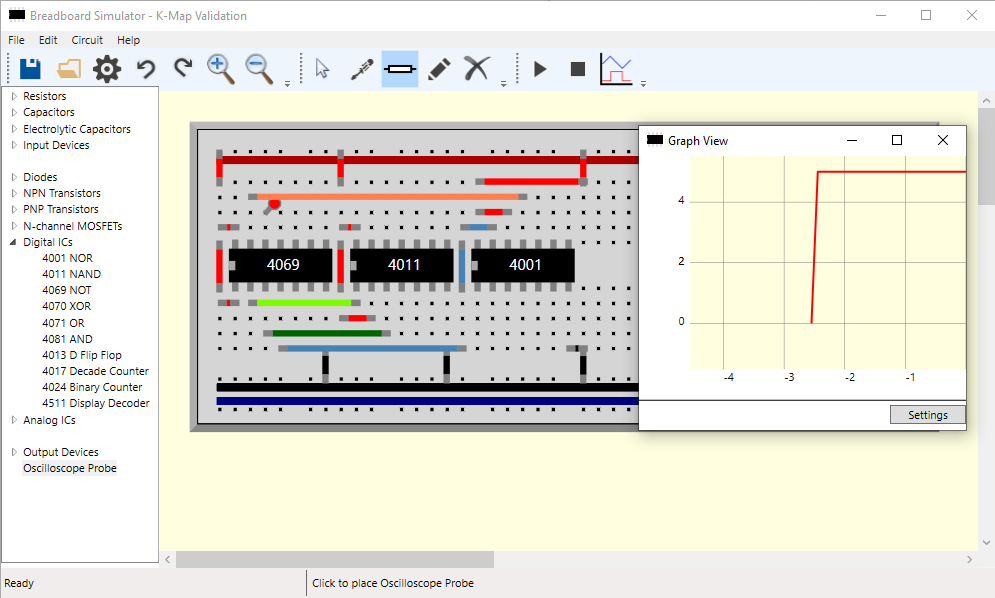 Breadboard Simulator - K-Map Validation
File Edit Circuit Help
Resistors
Capacitors
Electrolytic Capacitors
Input Devices
Diodes
NPN Transistors
PNP Transistors
N-channel MOSFETs
Digital ICs
4001 NOR
4011 NAND
4069 NOT
4070 XOR
4071 OR
4081 AND
4013 D Flip Flop
4017 Decade Counter
4024 Binary Counter
4511 Display Decoder
Analog ICs
Output Devices
Oscilloscope Probe
4069 4011 4001
Graph View
4
2
0
-4 -3 -2 -1
Settings
Ready
Click to place Oscilloscope Probe